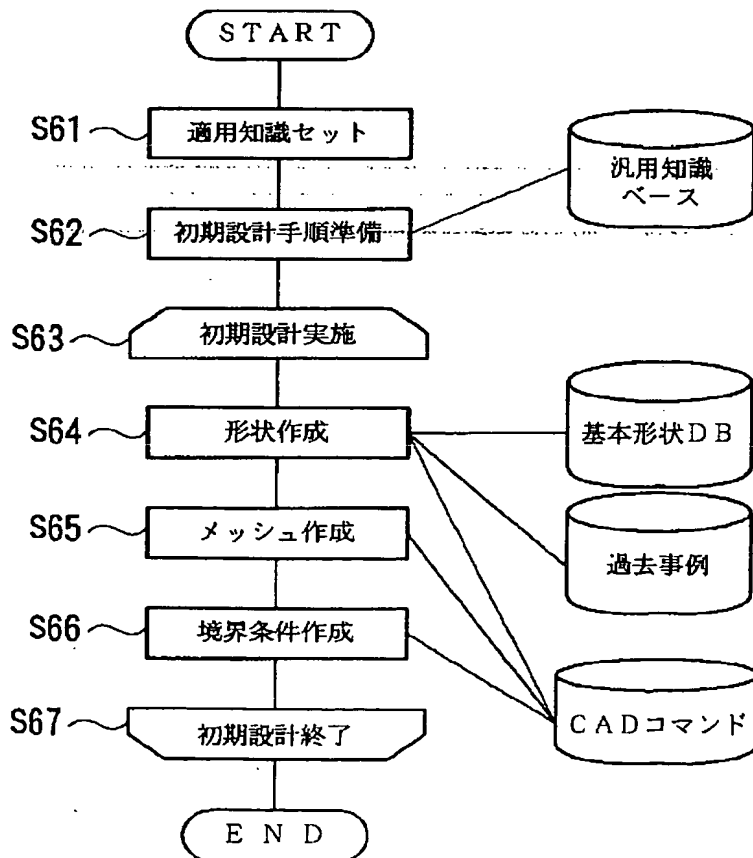 START
S61
適用知識セット
汎用知識
ベース
S62
初期設計手順準備
S63
初期設計実施
S64
形状作成
基本形状DB
S65
メッシュ作成
過去事例
S66
境界条件作成
S67
初期設計終了
CADコマンド
END